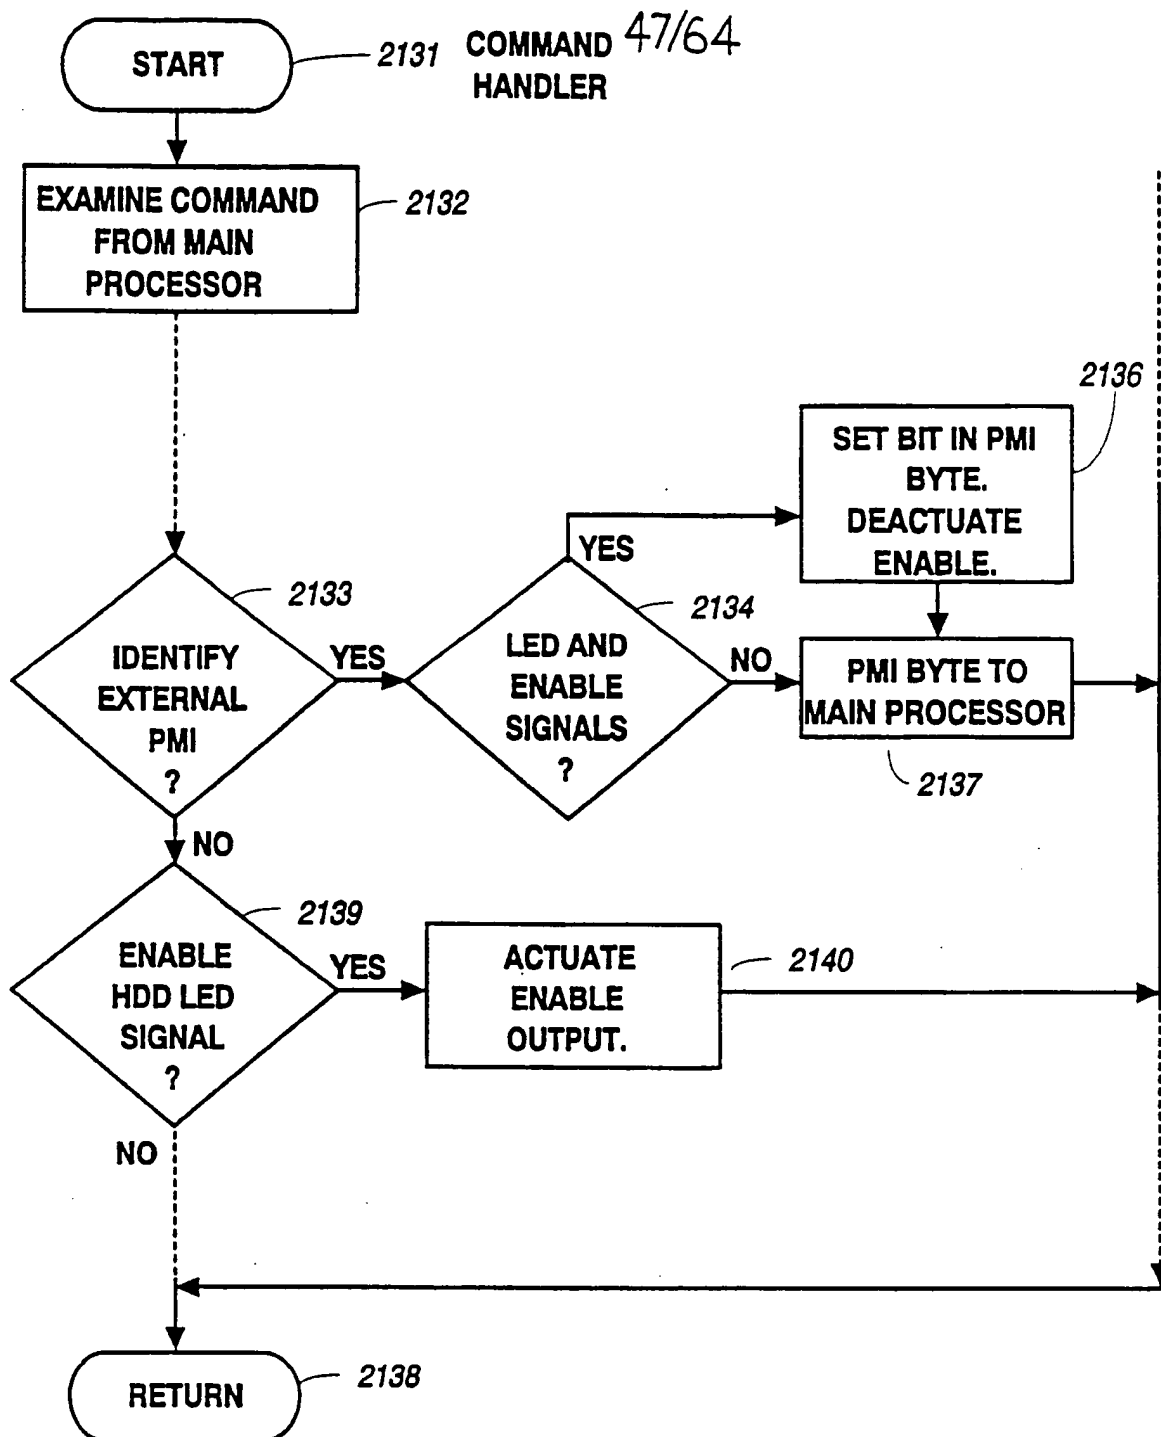 START
2131
COMMAND 47/64
HANDLER
EXAMINE COMMAND
FROM MAIN
PROCESSOR
2132
2136
SET BIT IN PMI
BYTE.
DEACTUATE
ENABLE.
YES
2133
IDENTIFY
EXTERNAL
PMI
?
YES
2134
LED AND
ENABLE
SIGNALS
?
NO
PMI BYTE TO
MAIN PROCESSOR
2137
NO
2139
ENABLE
HDD LED
SIGNAL
?
YES
ACTUATE
ENABLE
OUTPUT.
2140
NO
RETURN
2138